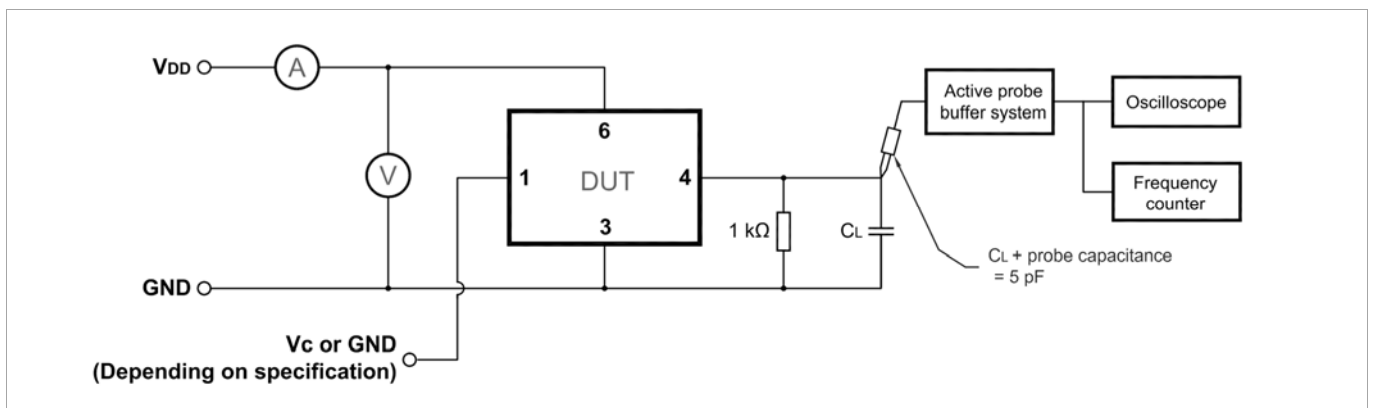 VDD
A
6
V
1
DUT
4
3
1 kΩ
CL
Active probe
buffer system
Oscilloscope
Frequency
counter
CL + probe capacitance
= 5 pF
GND
Vc or GND
(Depending on specification)